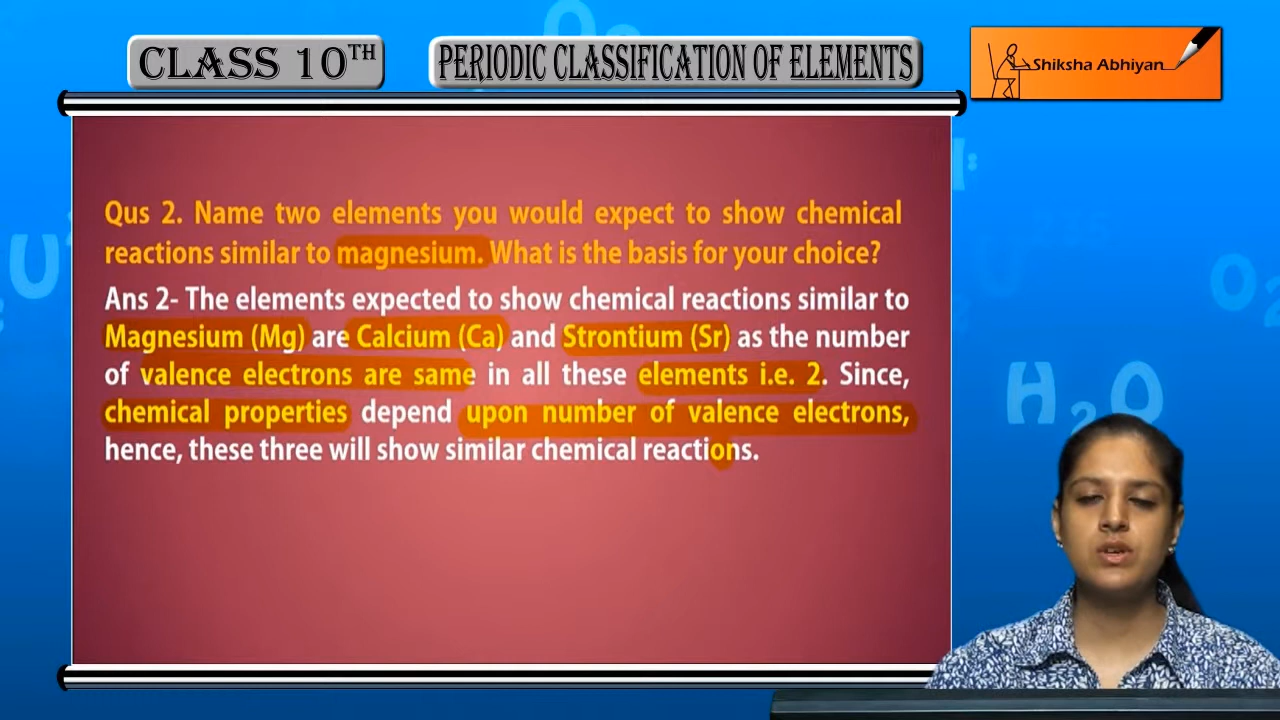 CLASS 10TH
PERIODIC CLASSIFICATION OF ELEMENTS
Shiksha Abhiyan
Qus 2. Name two elements you would expect to show chemical
reactions similar to magnesium. What is the basis for your choice?
Ans 2- The elements expected to show chemical reactions similar to
Magnesium (Mg) are Calcium (Ca) and Strontium (Sr) as the number
of valence electrons are same in all these elements i.e. 2. Since,
chemical properties depend upon number of valence electrons,
hence, these three will show similar chemical reactions.
H2O
O2